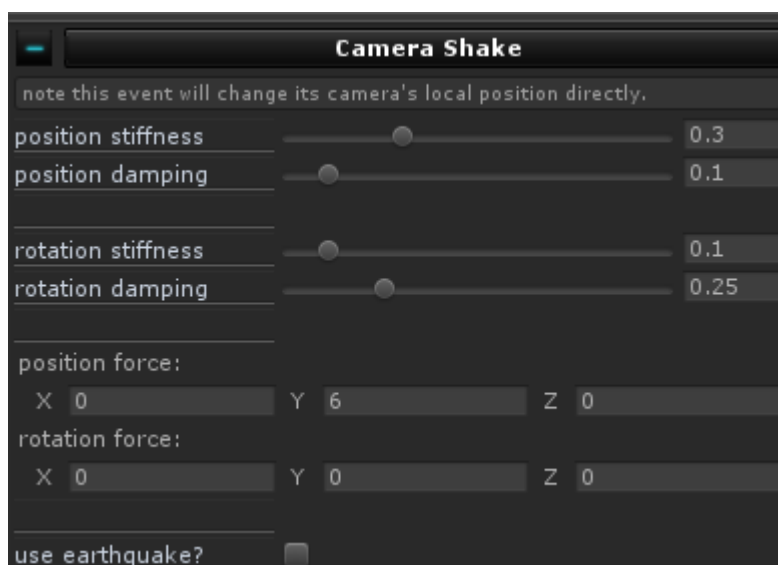 Camera Shake
note this event will change its camera's local position directly.
position stiffness 0.3
position damping 0.1
rotation stiffness 0.1
rotation damping 0.25
position force:
X 0 Y 6 Z 0
rotation force:
X 0 Y 0 Z 0
use earthquake?